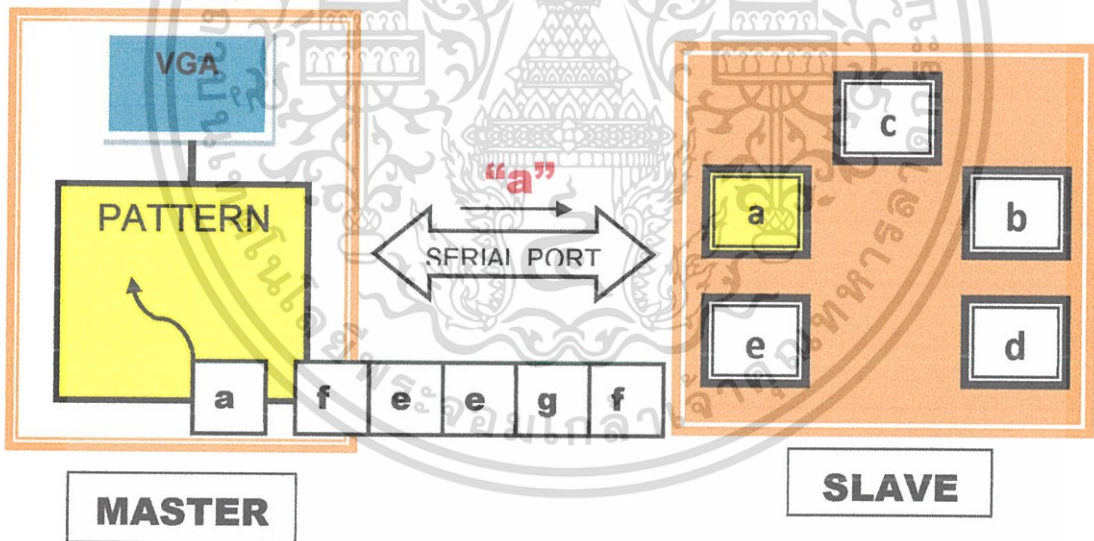 VGA
PATTERN
a
f e e g f
MASTER
“a”
SERIAL PORT
c
a
b
e
d
SLAVE